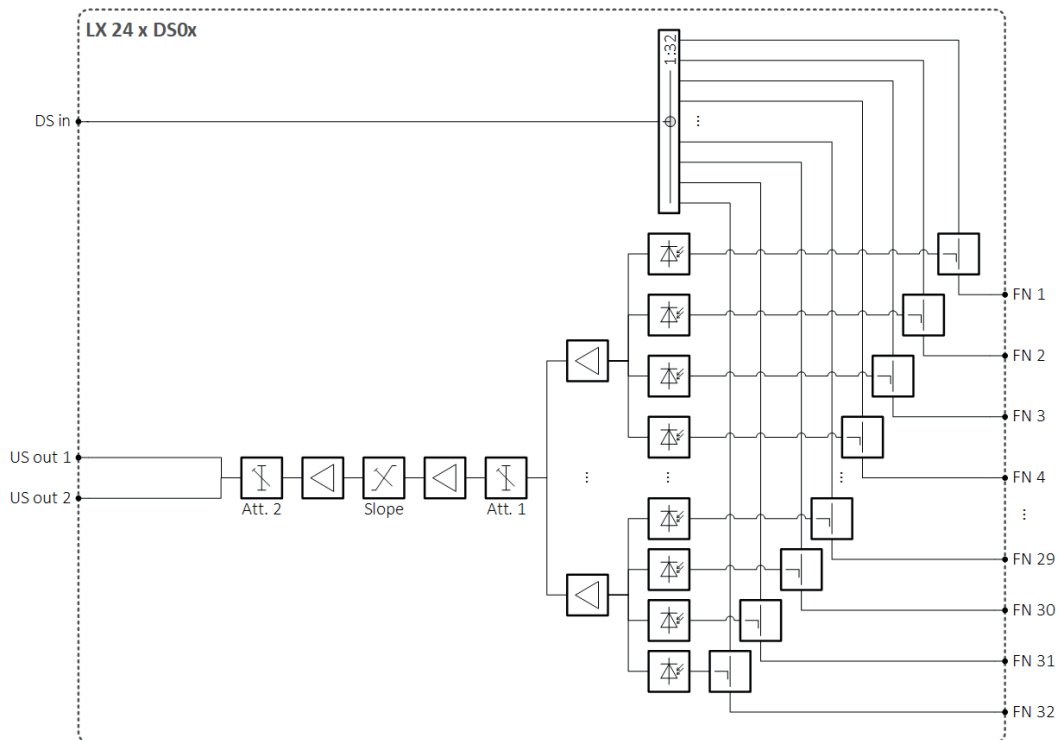 LX 24 x DS0x
1:32
DS in
...
FN 1
FN 2
FN 3
FN 4
US out 1
US out 2
Att. 2
Slope
Att. 1
...
...
...
FN 29
FN 30
FN 31
FN 32